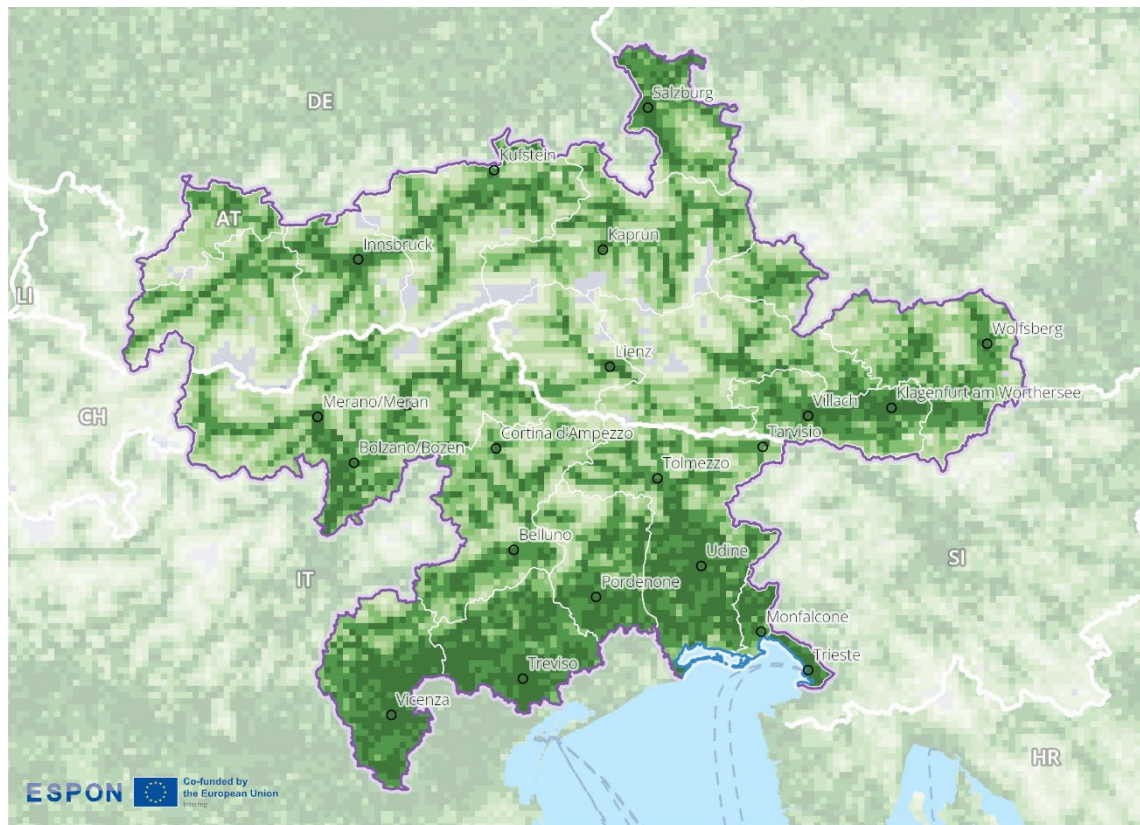 DE
Salzburg
Kufstein
AT
Innsbruck
Kaprun
LI
Wolfsberg
Lienz
CH
Merano/Meran
Villach
Klagenfurt am Wörthersee
Cortina d'Ampezzo
Tarvisio
Bolzano/Bozen
Tolmezzo
Belluno
Udine
SI
IT
Pordenone
Monfalcone
Trieste
Treviso
Vicenza
HR
ESPON
Co-funded by
the European Union
Interreg